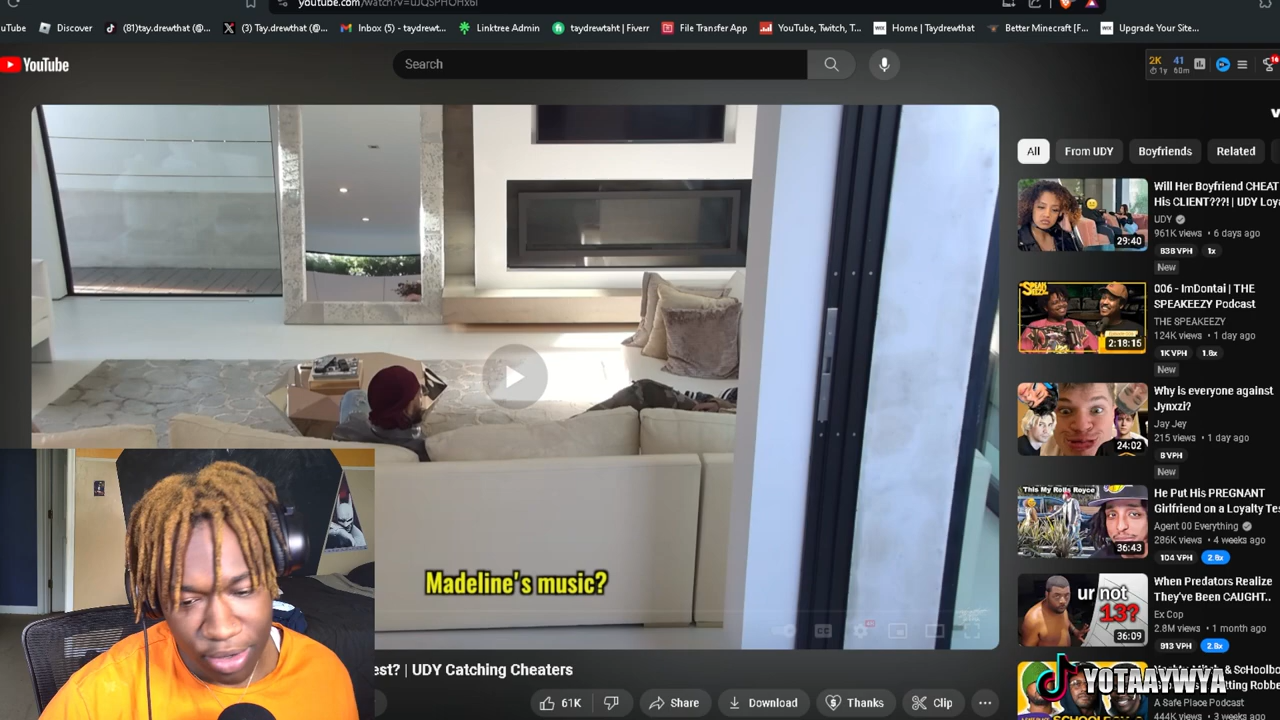 youtube.com/watch?v=
uTube
Discover
(81)tay.drewthat (@...
(3) Tay.drewthat (@...
Inbox (5), taydrewt...
Linktree Admin
taydrewtaht | Fiverr
File Transfer App
YouTube, Twitch, T...
Home | Taydrewthat
Better Minecraft [F...
Upgrade Your Site...
YouTube
Search
2K
1y
41
60m
All
From UDY
Boyfriends
Related
Will Her Boyfriend CHEAT
His CLIENT???! | UDY Loya
UDY
961K views • 6 days ago
838 VPH
1x
New
29:40
006 - ImDontai | THE
SPEAKEEZY Podcast
THE SPEAKEEZY
124K views • 1 day ago
1K VPH
1.8x
New
2:18:15
Why is everyone against
Jynxzi?
Jay Jey
215 views • 1 day ago
8 VPH
New
24:02
This My Rolls Royce
He Put His PREGNANT
Girlfriend on a Loyalty Tes
Agent 00 Everything
286K views • 4 weeks ago
104 VPH
2.8x
36:43
ur not
13?
When Predators Realize
They've Been CAUGHT..
Ex Cop
2.8M views • 1 month ago
913 VPH
2.8x
36:09
Madeline's music?
est? | UDY Catching Cheaters
61K
Share
Download
Thanks
Clip
YOTAAYWYA
A Safe Place Podcast